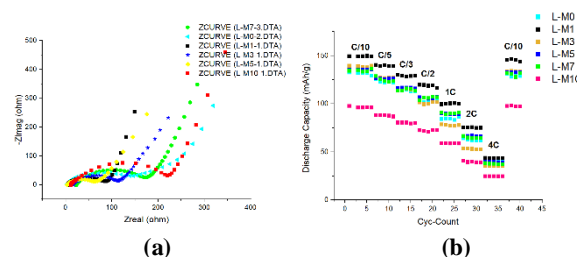 ZCURVE (L-M7-3.DTA)
ZCURVE (L-M0-2.DTA)
ZCURVE (L-M1-1.DTA)
ZCURVE (L-M3 1.DTA)
ZCURVE (L-M5-1.DTA)
ZCURVE (L M10 1.DTA)
500
400
300
200
100
0
-Zimag (ohm)
0
100
200
300
400
Zreal (ohm)
(a)
L-M0
L-M1
L-M3
L-M5
L-M7
L-M10
C/10
C/5
C/3
C/2
1C
2C
4C
C/10
150
100
50
0
Discharge Capacity (mAh/g)
0
5
10
15
20
25
30
35
40
45
Cyc-Count
(b)